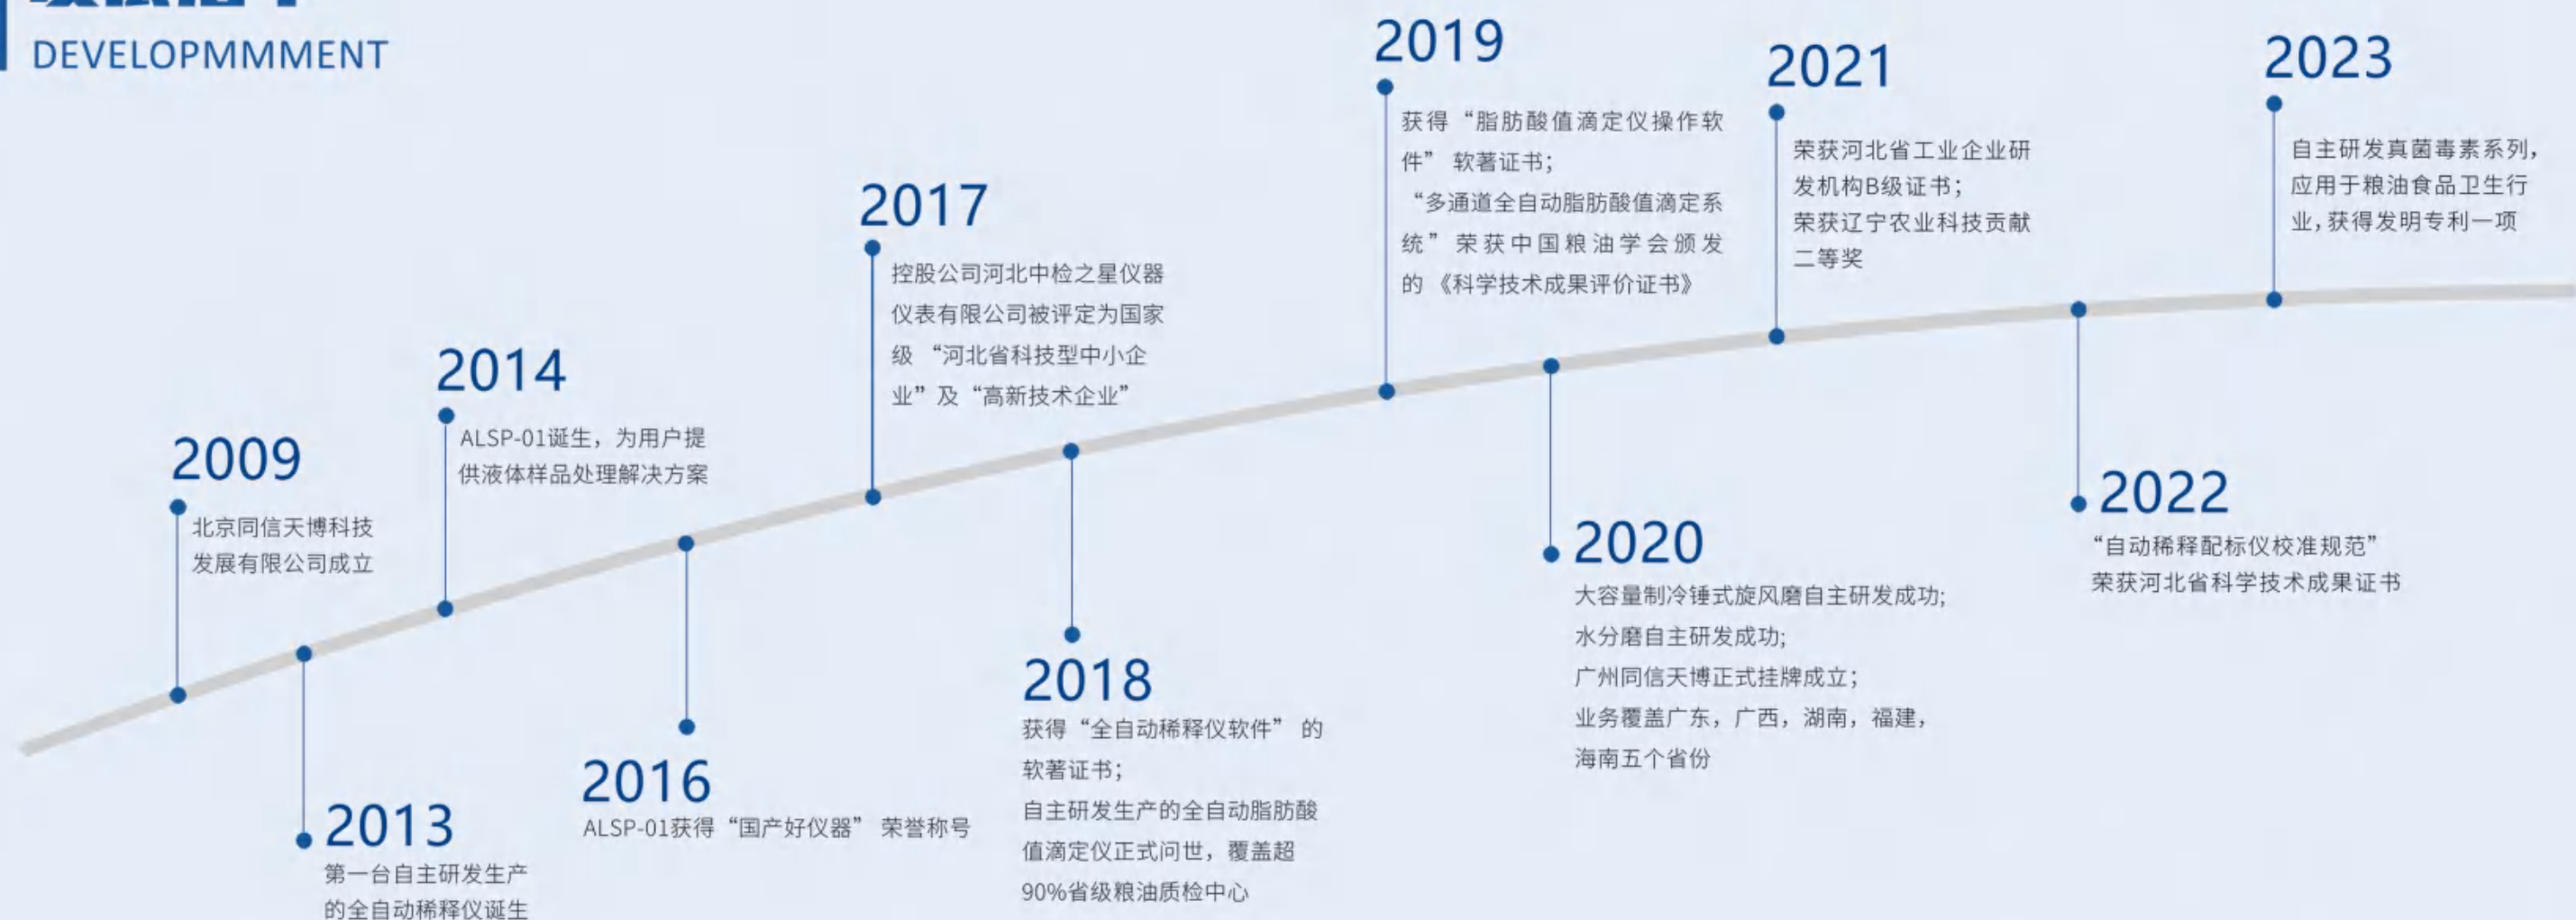 DEVELOPMMMENT
2009
北京同信天博科技
发展有限公司成立
2013
第一台自主研发生产
的全自动稀释仪诞生
2014
ALSP-01诞生，为用户提
供液体样品处理解决方案
2016
ALSP-01获得“国产好仪器” 荣誉称号
2017
控股公司河北中检之星仪器
仪表有限公司被评定为国家
级 “河北省科技型中小企
业”及“高新技术企业”
2018
获得“全自动稀释仪软件” 的
软著证书；
自主研发生产的全自动脂肪酸
值滴定仪正式问世，覆盖超
90%省级粮油质检中心
2019
获得“脂肪酸值滴定仪操作软
件” 软著证书；
“多通道全自动脂肪酸值滴定系
统”荣获中国粮油学会颁发
的《科学技术成果评价证书》
2020
大容量制冷锤式旋风磨自主研发成功;
水分磨自主研发成功;
广州同信天博正式挂牌成立；
业务覆盖广东，广西，湖南，福建，
海南五个省份
2021
荣获河北省工业企业研
发机构B级证书；
荣获辽宁农业科技贡献
二等奖
2022
“自动稀释配标仪校准规范”
荣获河北省科学技术成果证书
2023
自主研发真菌毒素系列，
应用于粮油食品卫生行
业，获得发明专利一项